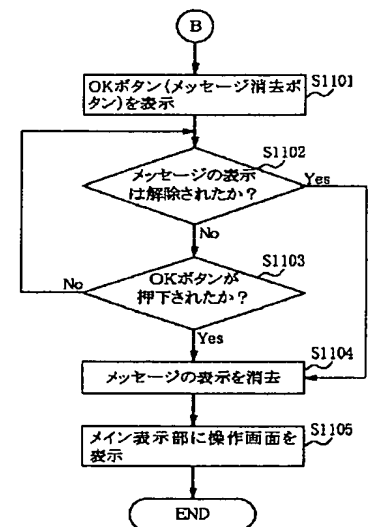 B
OKボタン(メッセージ消去ボ
タン)を表示
S1101
S1102
メッセージの表示
は解除されたか?
Yes
No
S1103
OKボタンが
押下されたか?
No
Yes
S1104
メッセージの表示を消去
S1105
メイン表示部に操作画面を
表示
END